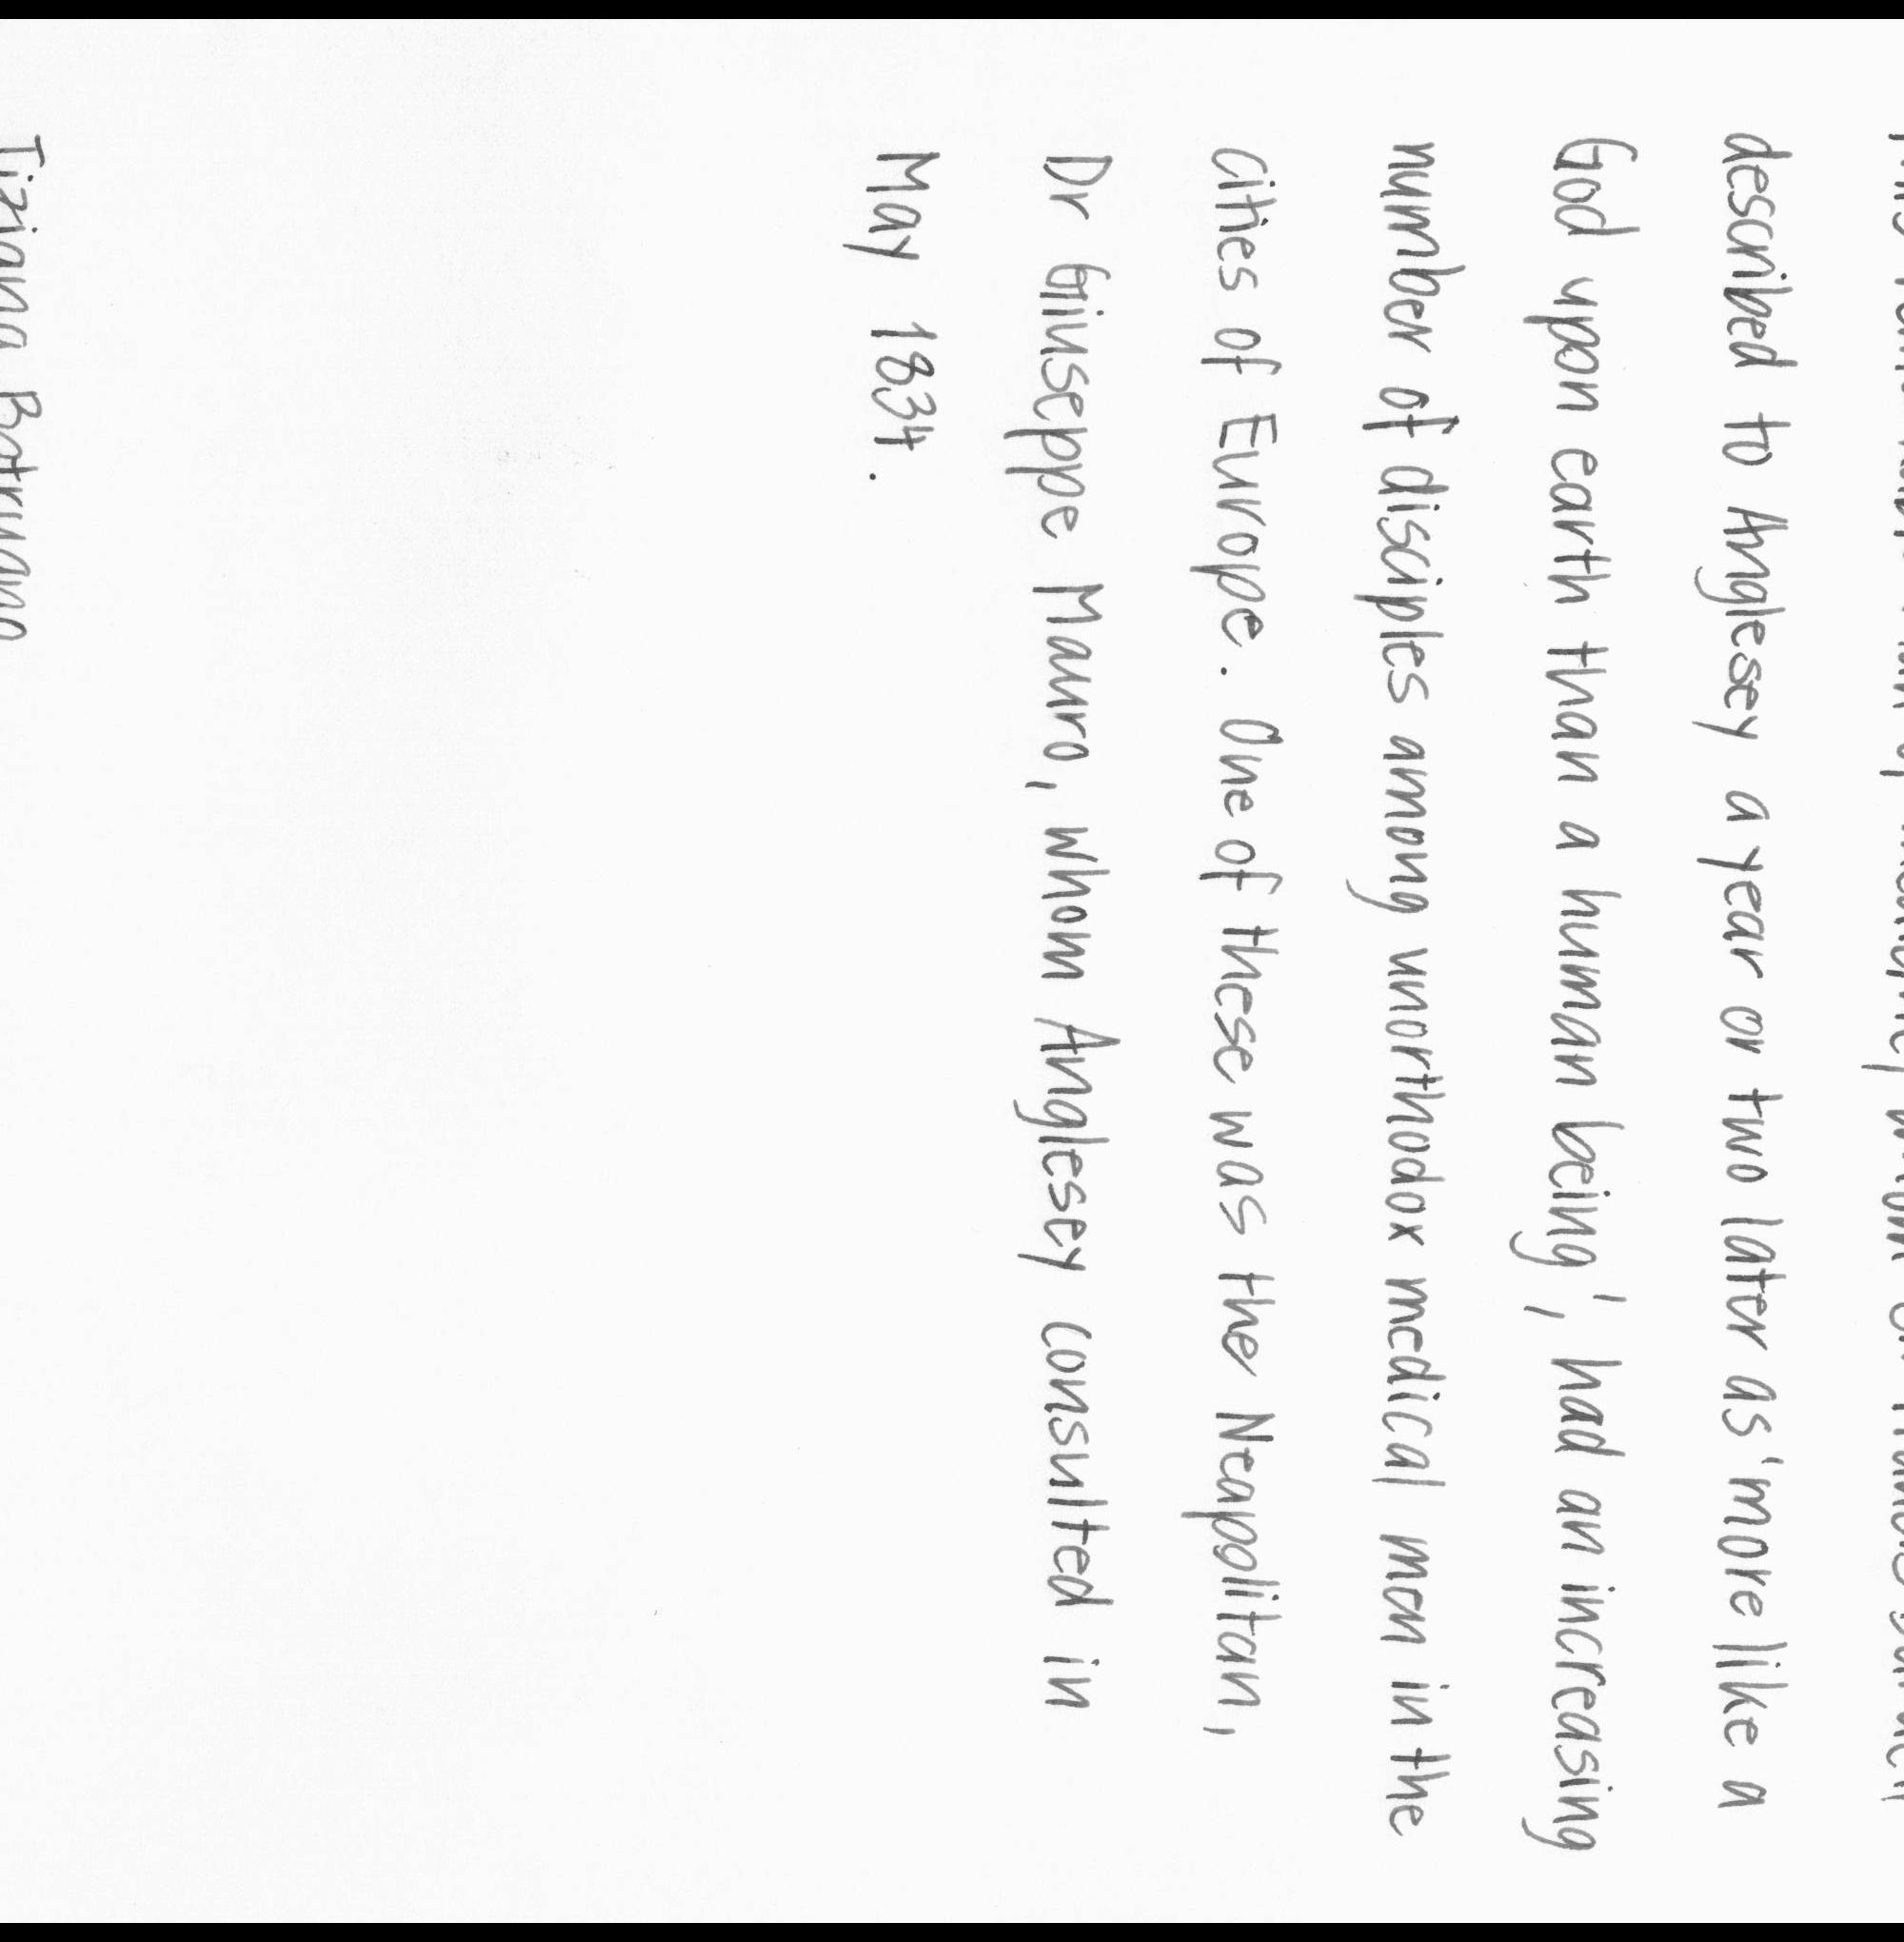 described to Anglesey a year or two later as 'more like a
God upon earth than a human being', had an increasing
number of disciples among unorthodox medical men in the
cities of Europe. One of these was the Neapolitan,
Dr Giuseppe Mauro, whom Anglesey consulted in
May 1834.
Tiziana